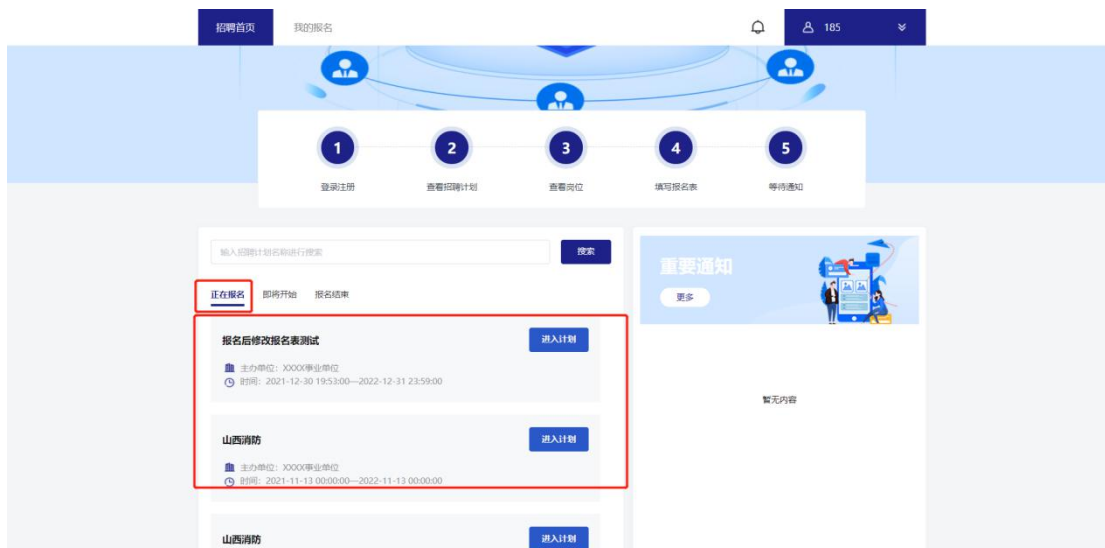 招聘首页 我的报名 185
1 2 3 4 5
登录注册 查看招聘计划 查看岗位 填写报名表 等待通知
输入招聘计划名称进行搜索 搜索
正在报名 即将开始 报名结束
报名后修改报名表测试 进入计划
主办单位：XXXX事业单位
时间：2021-12-30 19:53:00—2022-12-31 23:59:00
山西消防 进入计划
主办单位：XXXX事业单位
时间：2021-11-13 00:00:00—2022-11-13 00:00:00
山西消防 进入计划
重要通知
更多
暂无内容